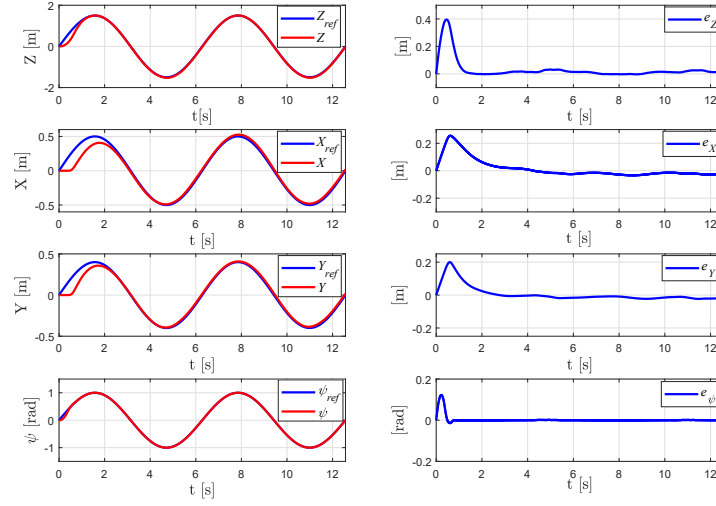 2
0
-2
Z [m]
0 2 4 6 8 10 12
t[s]
Z_ref
Z
0.4
0.2
0
[m]
0 2 4 6 8 10 12
t [s]
e_Z
0.5
0
-0.5
X [m]
0 2 4 6 8 10 12
t [s]
X_ref
X
0.2
0
-0.2
[m]
0 2 4 6 8 10 12
t [s]
e_X
0.5
0
-0.5
Y [m]
0 2 4 6 8 10 12
t [s]
Y_ref
Y
0.2
0
-0.2
[m]
0 2 4 6 8 10 12
t [s]
e_Y
1
0
-1
ψ [rad]
0 2 4 6 8 10 12
t [s]
ψ_ref
ψ
0.2
0
-0.2
[rad]
0 2 4 6 8 10 12
t [s]
e_ψ